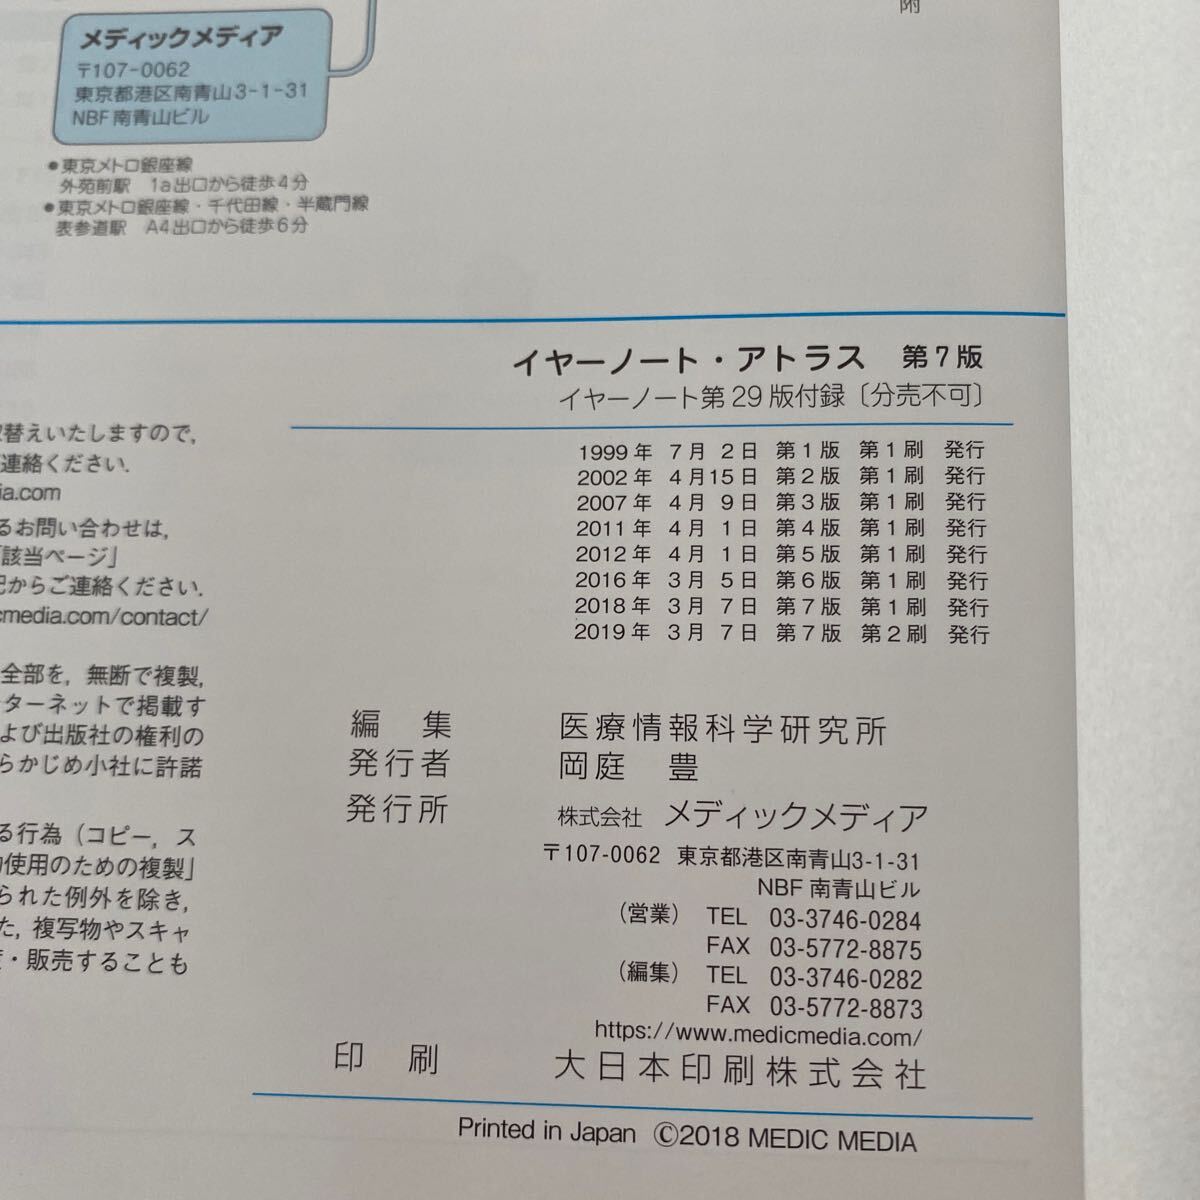 附
メディックメディア
〒107-0062
東京都港区南青山3-1-31
NBF南青山ビル
●東京メトロ銀座線
外苑前駅 1a出口から徒歩4分
●東京メトロ銀座線・千代田線・半蔵門線
表参道駅 A4出口から徒歩6分
イヤーノート・アトラス 第7版
イヤーノート第29版付録〔分売不可〕
1999年 7月 2日 第1版 第1刷 発行
2002年 4月15日 第2版 第1刷 発行
2007年 4月 9日 第3版 第1刷 発行
2011年 4月 1日 第4版 第1刷 発行
2012年 4月 1日 第5版 第1刷 発行
2016年 3月 5日 第6版 第1刷 発行
2018年 3月 7日 第7版 第1刷 発行
2019年 3月 7日 第7版 第2刷 発行
替えいたしますので,
連絡ください.
ia.com
るお問い合わせは,
「該当ページ」
からご連絡ください.
cmedia.com/contact/
全部を, 無断で複製,
ターネットで掲載す
よび出版社の権利の
らかじめ小社に許諾
る行為（コピー, ス
使用のための複製」
られた例外を除き,
た, 複写物やスキャ
・販売することも
編 集 医療情報科学研究所
発行者 岡庭 豊
発行所 株式会社 メディックメディア
〒107-0062 東京都港区南青山3-1-31
NBF 南青山ビル
（営業） TEL 03-3746-0284
FAX 03-5772-8875
（編集） TEL 03-3746-0282
FAX 03-5772-8873
https://www.medicmedia.com/
印 刷 大日本印刷株式会社
Printed in Japan ©2018 MEDIC MEDIA